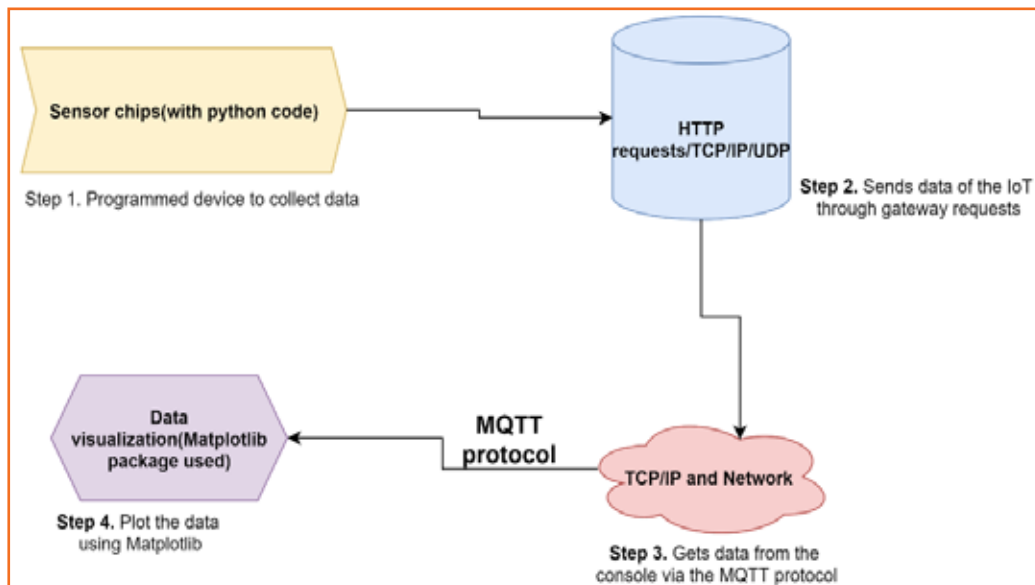 Sensor chips(with python code)
Step 1. Programmed device to collect data
HTTP
requests/TCP/IP/UDP
Step 2. Sends data of the IoT
through gateway requests
Data
visualization(Matplotlib
package used)
Step 4. Plot the data
using Matplotlib
MQTT
protocol
TCP/IP and Network
Step 3. Gets data from the
console via the MQTT protocol